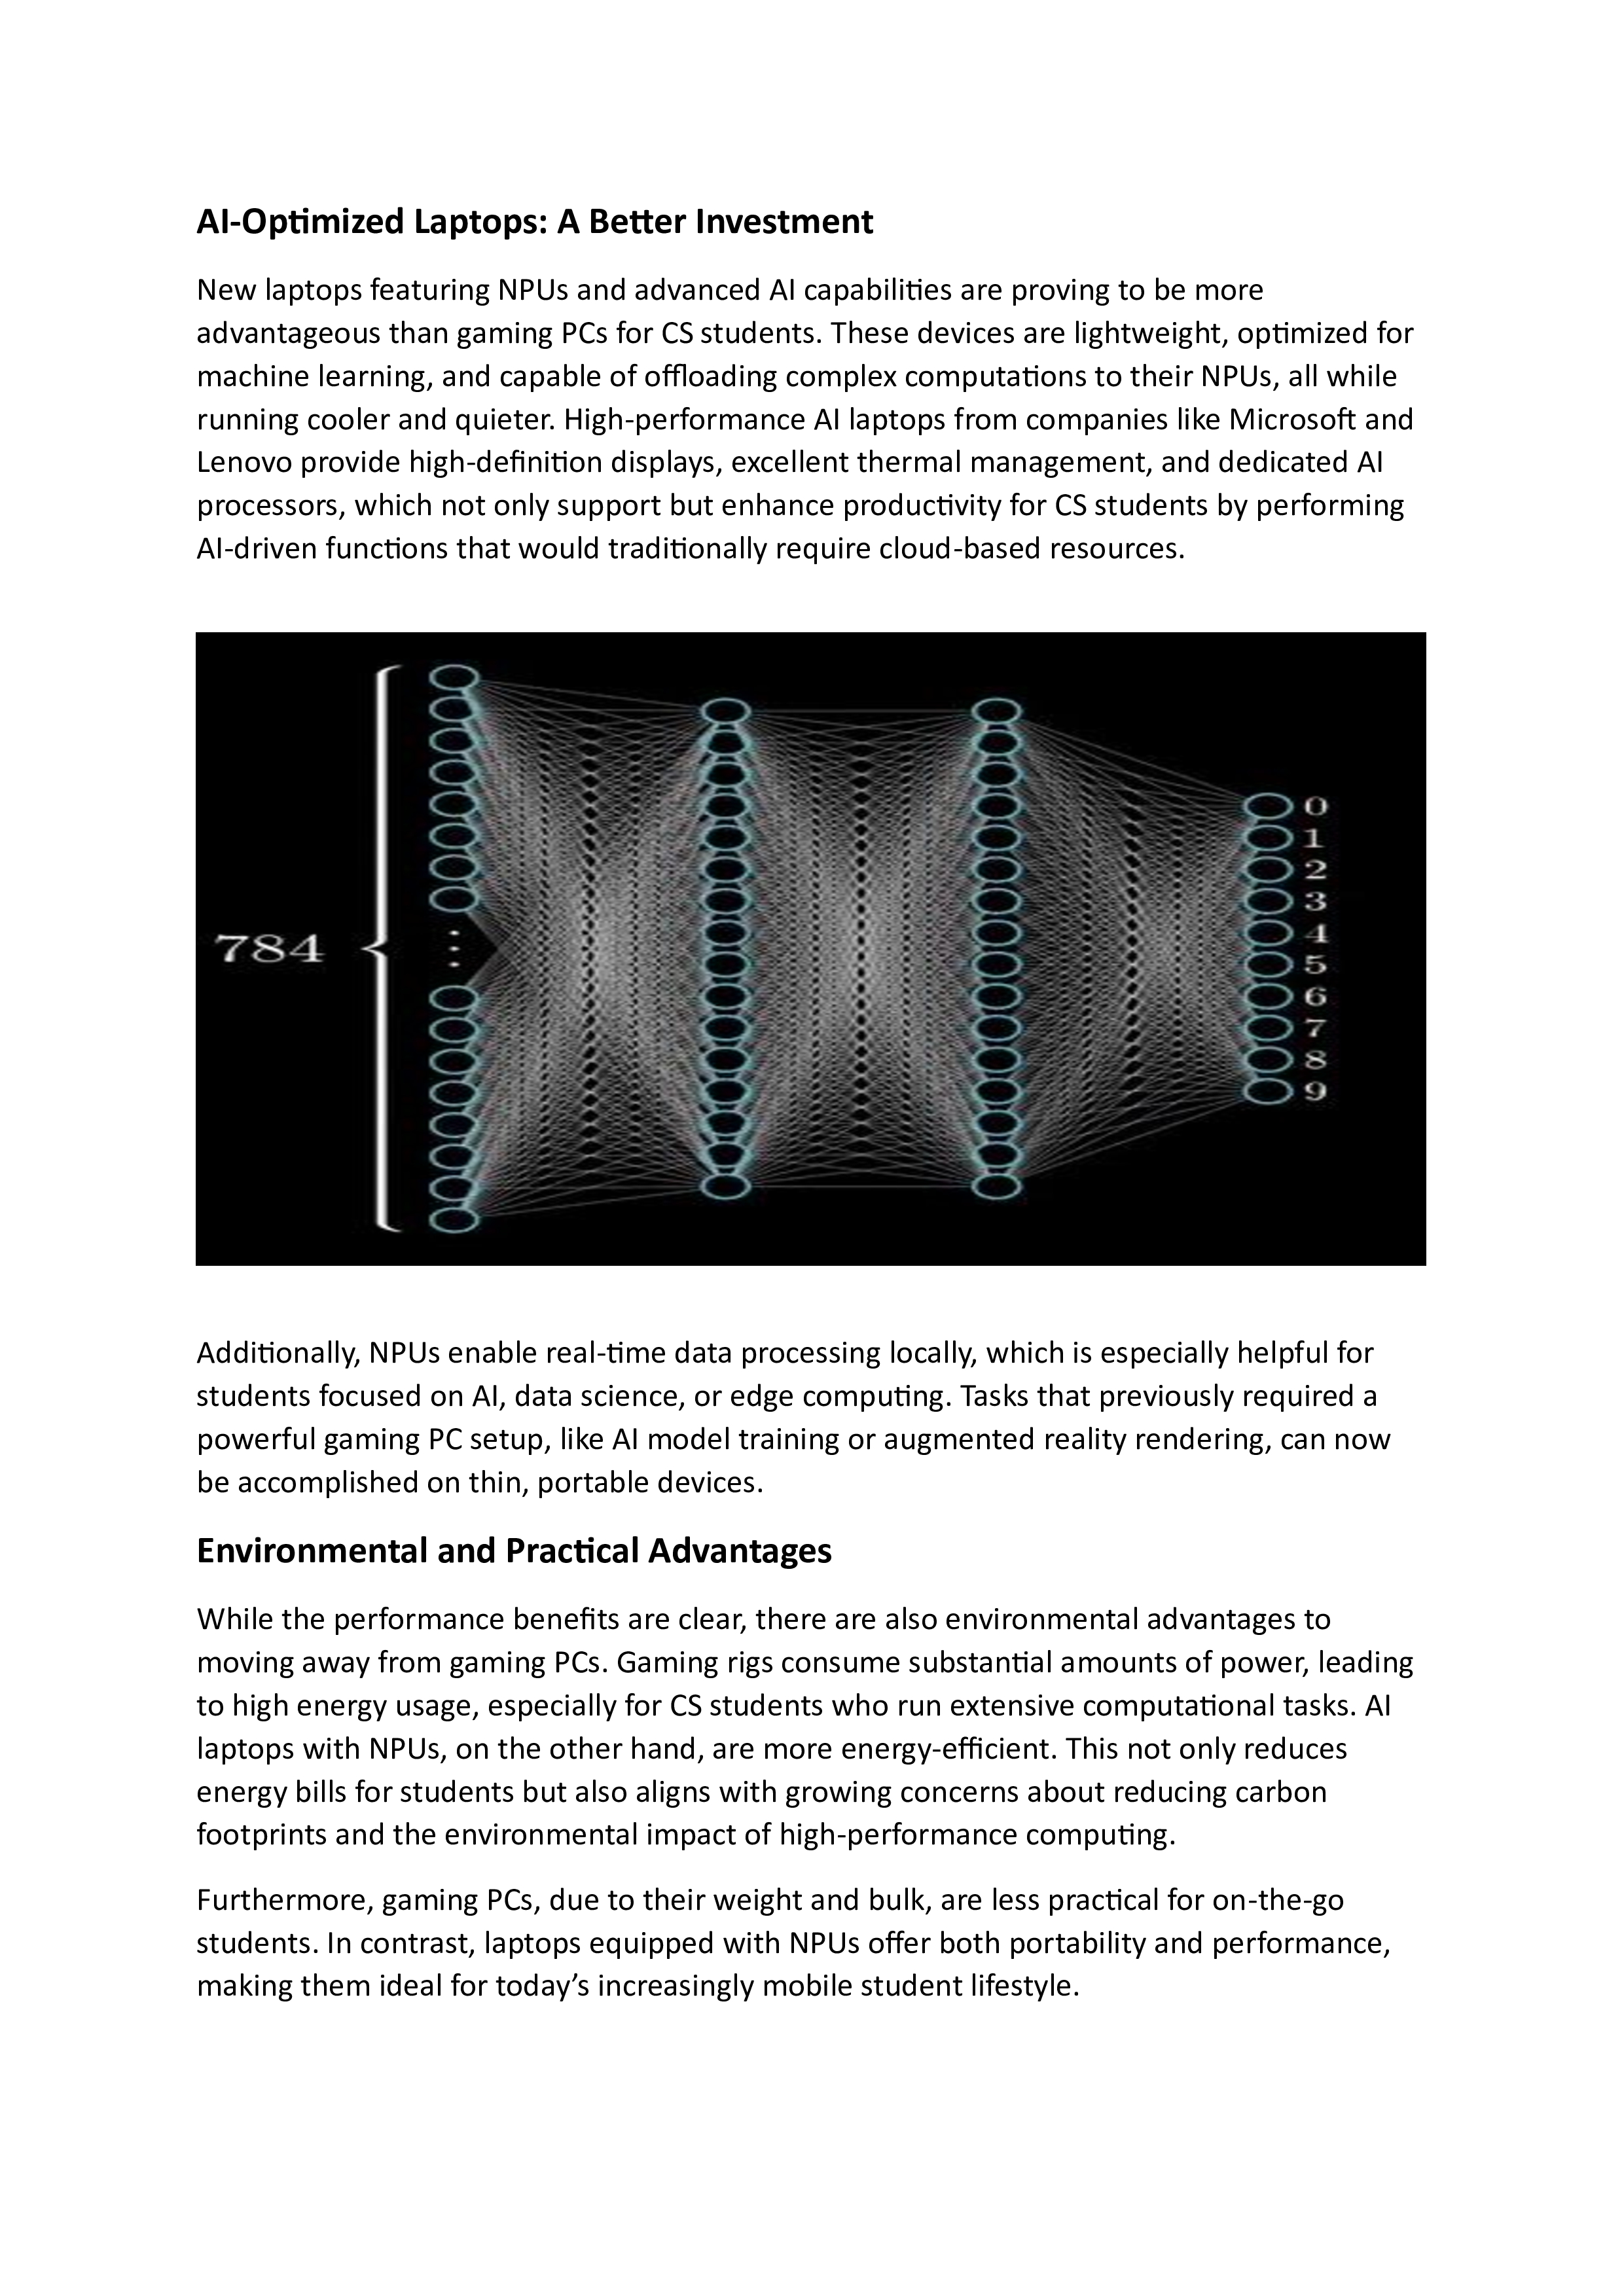 AI-Optimized Laptops: A Better Investment
New laptops featuring NPUs and advanced AI capabilities are proving to be more
advantageous than gaming PCs for CS students. These devices are lightweight, optimized for
machine learning, and capable of offloading complex computations to their NPUs, all while
running cooler and quieter. High-performance AI laptops from companies like Microsoft and
Lenovo provide high-definition displays, excellent thermal management, and dedicated AI
processors, which not only support but enhance productivity for CS students by performing
AI-driven functions that would traditionally require cloud-based resources.
784
0
1
2
3
4
5
6
7
8
9
Additionally, NPUs enable real-time data processing locally, which is especially helpful for
students focused on AI, data science, or edge computing. Tasks that previously required a
powerful gaming PC setup, like AI model training or augmented reality rendering, can now
be accomplished on thin, portable devices.
Environmental and Practical Advantages
While the performance benefits are clear, there are also environmental advantages to
moving away from gaming PCs. Gaming rigs consume substantial amounts of power, leading
to high energy usage, especially for CS students who run extensive computational tasks. AI
laptops with NPUs, on the other hand, are more energy-efficient. This not only reduces
energy bills for students but also aligns with growing concerns about reducing carbon
footprints and the environmental impact of high-performance computing.
Furthermore, gaming PCs, due to their weight and bulk, are less practical for on-the-go
students. In contrast, laptops equipped with NPUs offer both portability and performance,
making them ideal for today’s increasingly mobile student lifestyle.